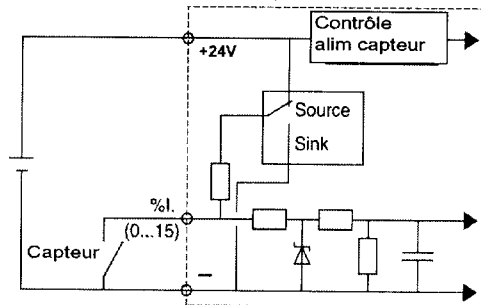 Contrôle
alim capteur
+24V
Source
Sink
%I.
(0...15)
Capteur
–